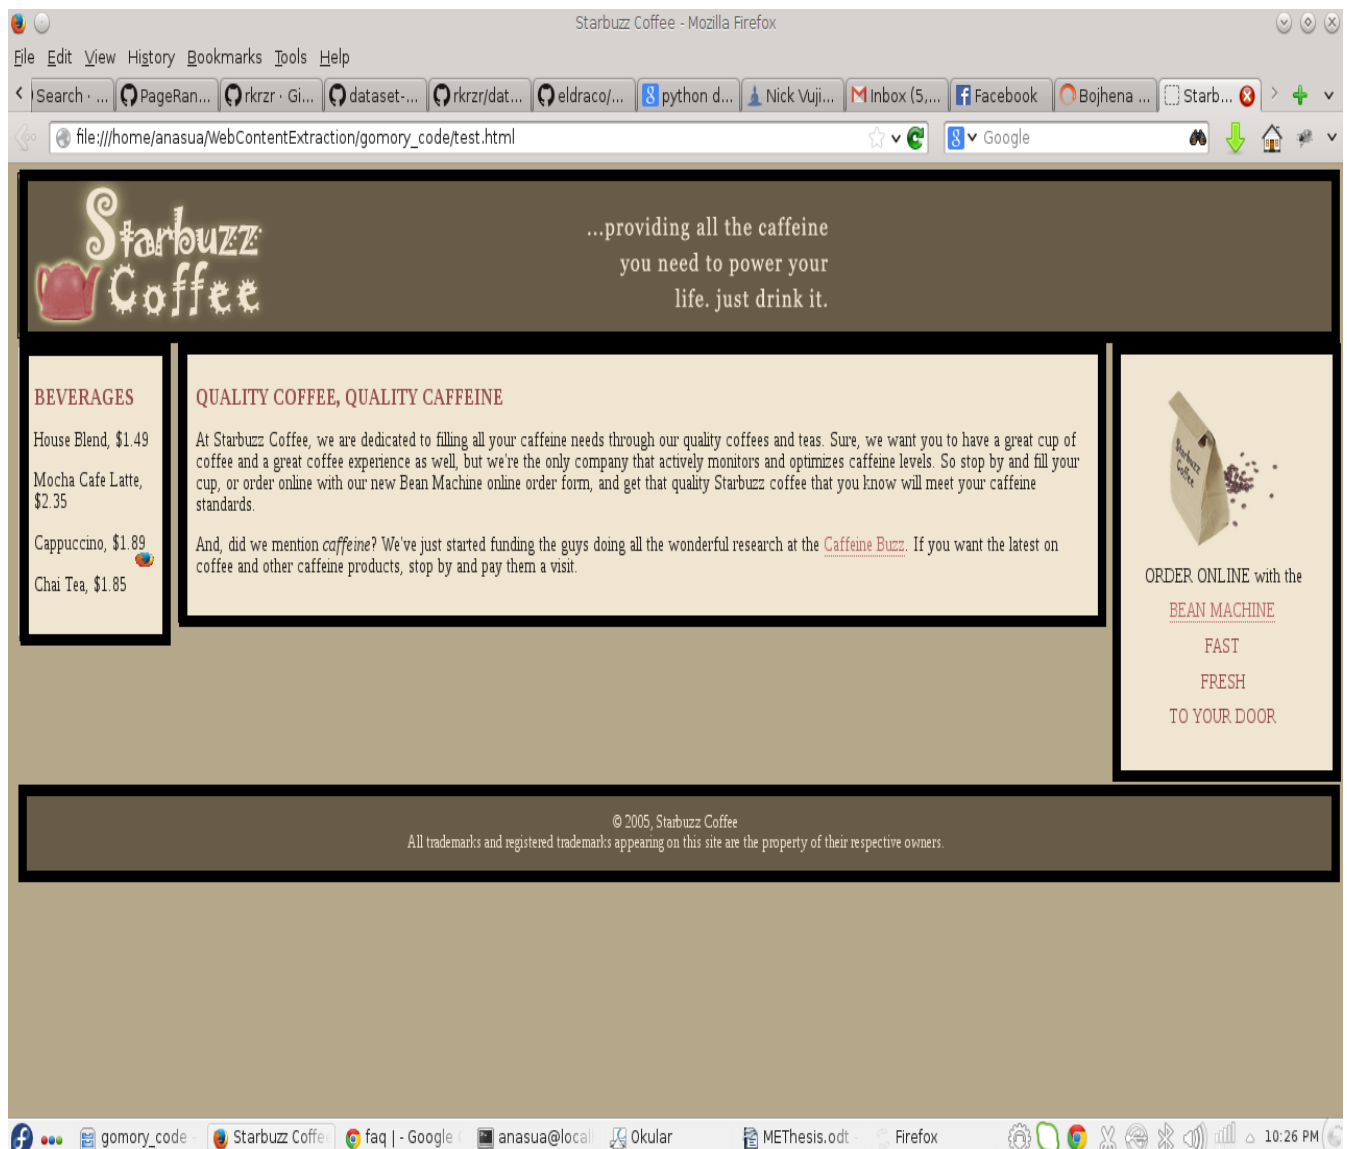 Starbuzz Coffee - Mozilla Firefox
File Edit View History Bookmarks Tools Help
Search · ... PageRan... rkrzr · Gi... dataset-... rkrzr/dat... eldraco/... python d... Nick Vuji... Inbox (5,... Facebook Bojhena ... Starb...
file:///home/anasua/WebContentExtraction/gomory_code/test.html
Google
Starbuzz
Coffee
...providing all the caffeine
you need to power your
life. just drink it.
BEVERAGES
House Blend, $1.49
Mocha Cafe Latte,
$2.35
Cappuccino, $1.89
Chai Tea, $1.85
QUALITY COFFEE, QUALITY CAFFEINE
At Starbuzz Coffee, we are dedicated to filling all your caffeine needs through our quality coffees and teas. Sure, we want you to have a great cup of
coffee and a great coffee experience as well, but we're the only company that actively monitors and optimizes caffeine levels. So stop by and fill your
cup, or order online with our new Bean Machine online order form, and get that quality Starbuzz coffee that you know will meet your caffeine
standards.
And, did we mention caffeine? We've just started funding the guys doing all the wonderful research at the Caffeine Buzz. If you want the latest on
coffee and other caffeine products, stop by and pay them a visit.
Starbuzz
Coffee
ORDER ONLINE with the
BEAN MACHINE
FAST
FRESH
TO YOUR DOOR
© 2005, Starbuzz Coffee
All trademarks and registered trademarks appearing on this site are the property of their respective owners.
gomory_code - Starbuzz Coffe faq | - Google anasua@local Okular METhesis.odt - Firefox 10:26 PM